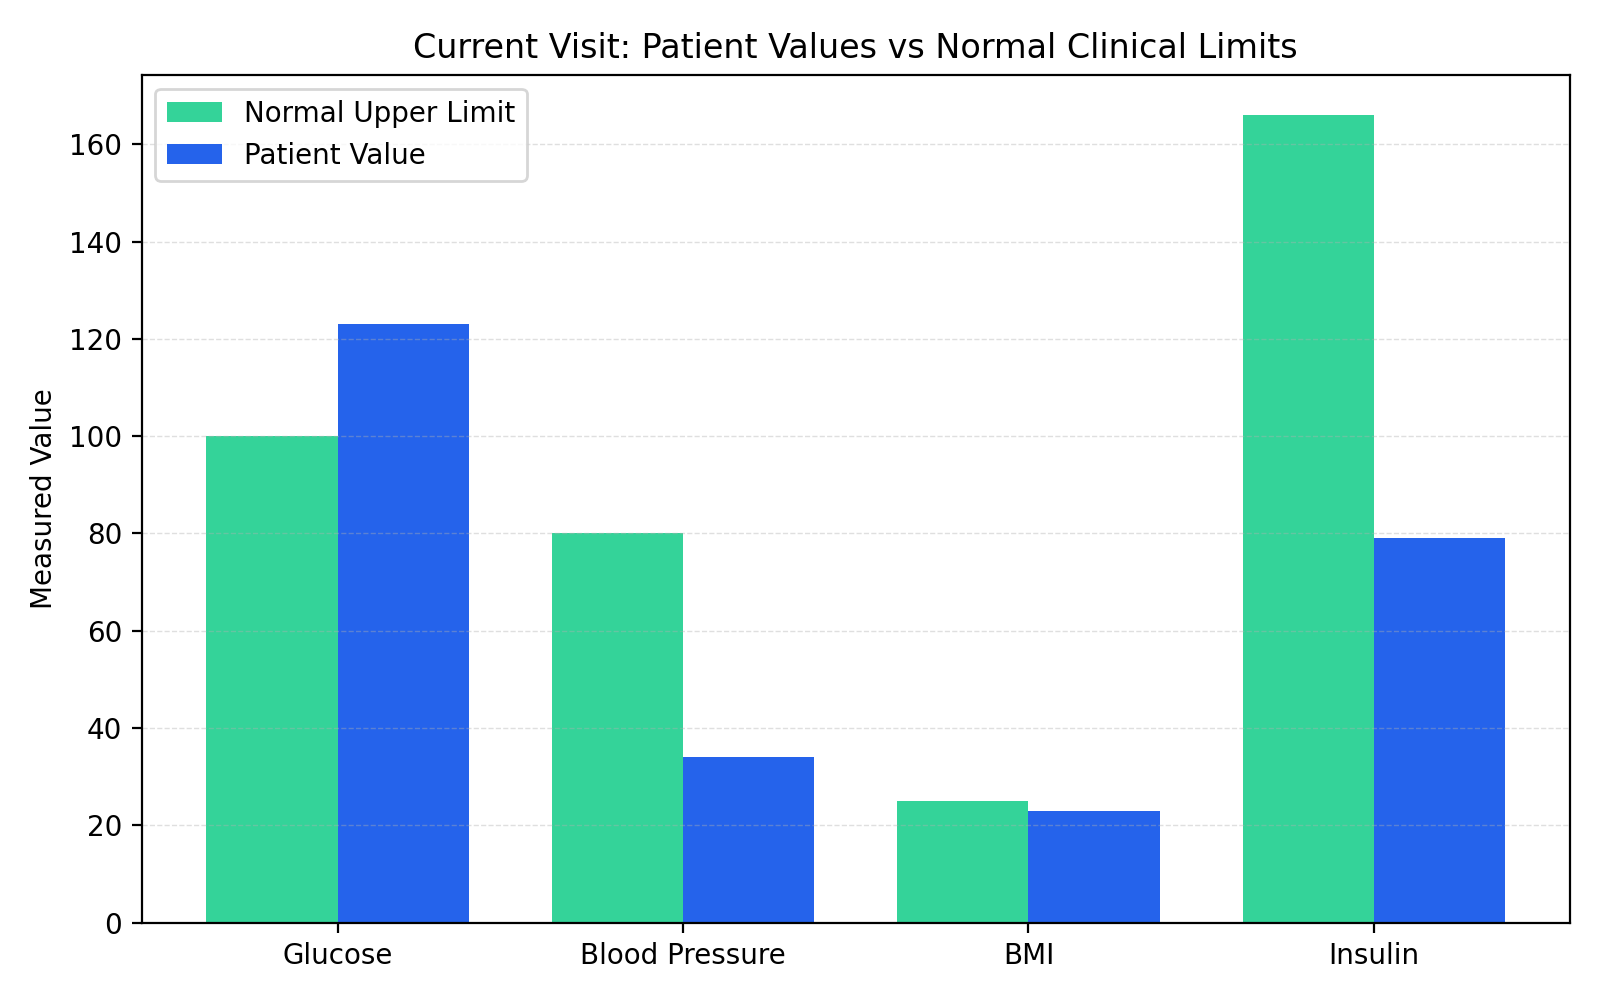 Current Visit: Patient Values vs Normal Clinical Limits
Normal Upper Limit
Patient Value
Measured Value
160
140
120
100
80
60
40
20
0
Glucose Blood Pressure BMI Insulin